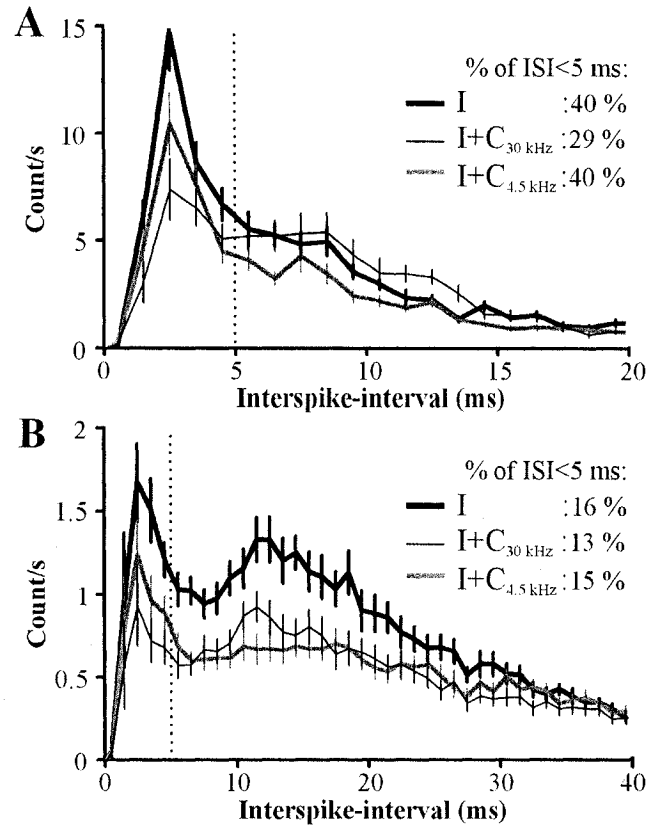 A
15
10
5
0
Count/s
% of ISI<5 ms:
I :40 %
I+C30 kHz :29 %
I+C4.5 kHz :40 %
0 5 10 15 20
Interspike-interval (ms)
B
2
1.5
1
0.5
0
Count/s
% of ISI<5 ms:
I :16 %
I+C30 kHz :13 %
I+C4.5 kHz :15 %
0 10 20 30 40
Interspike-interval (ms)